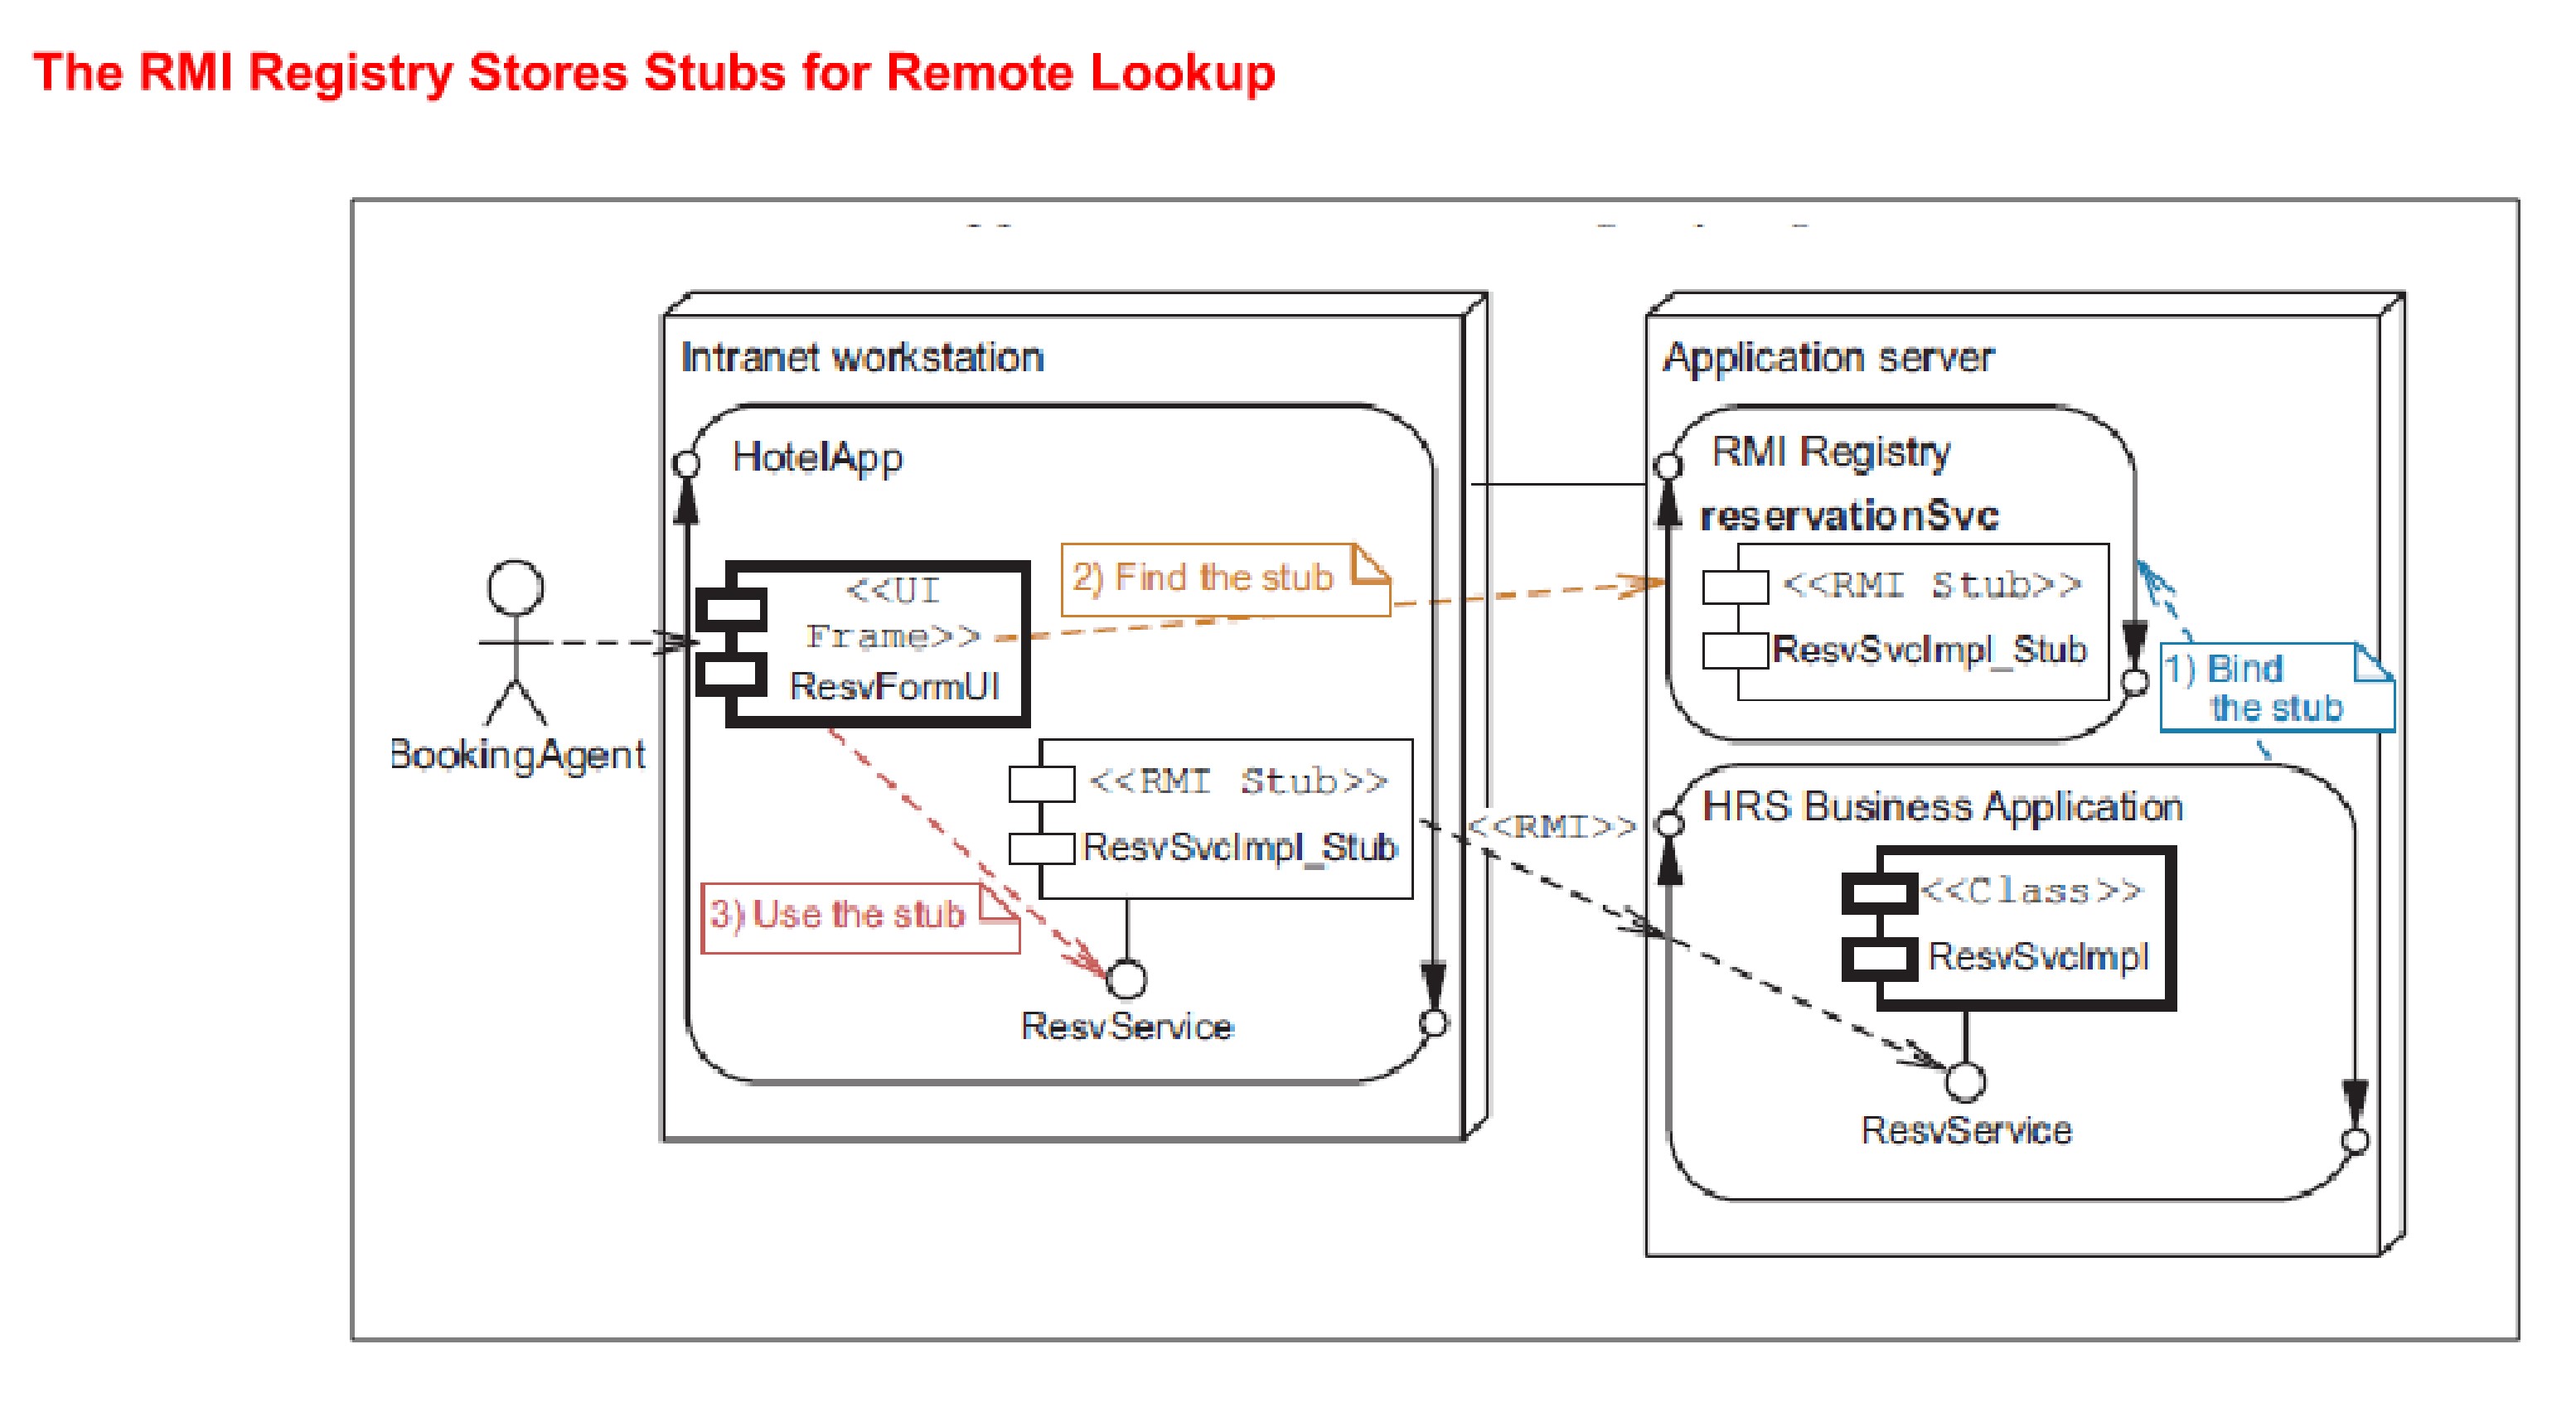 The RMI Registry Stores Stubs for Remote Lookup
Intranet workstation
HotelApp
<<UI
Frame>>
ResvFormUI
2) Find the stub
BookingAgent
<<RMI Stub>>
ResvSvcImpl_Stub
3) Use the stub
ResvService
<<RMI>>
Application server
RMI Registry
reservationSvc
<<RMI Stub>>
ResvSvcImpl_Stub
1) Bind
the stub
HRS Business Application
<<Class>>
ResvSvcImpl
ResvService